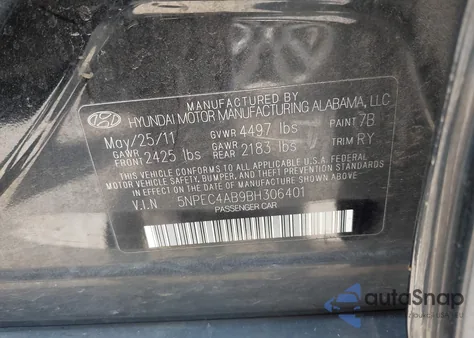 MANUFACTURED BY
HYUNDAI MOTOR MANUFACTURING ALABAMA, LLC
May/25/11 GVWR 4497 lbs PAINT 7B
GAWR FRONT 2425 lbs GAWR REAR 2183 lbs TRIM RY
THIS VEHICLE CONFORMS TO ALL APPLICABLE U.S.A. FEDERAL
MOTOR VEHICLE SAFETY, BUMPER, AND THEFT PREVENTION STANDARDS
IN EFFECT ON THE DATE OF MANUFACTURE SHOWN ABOVE.
V.I.N 5NPEC4AB9BH306401
PASSENGER CAR
autoSnap